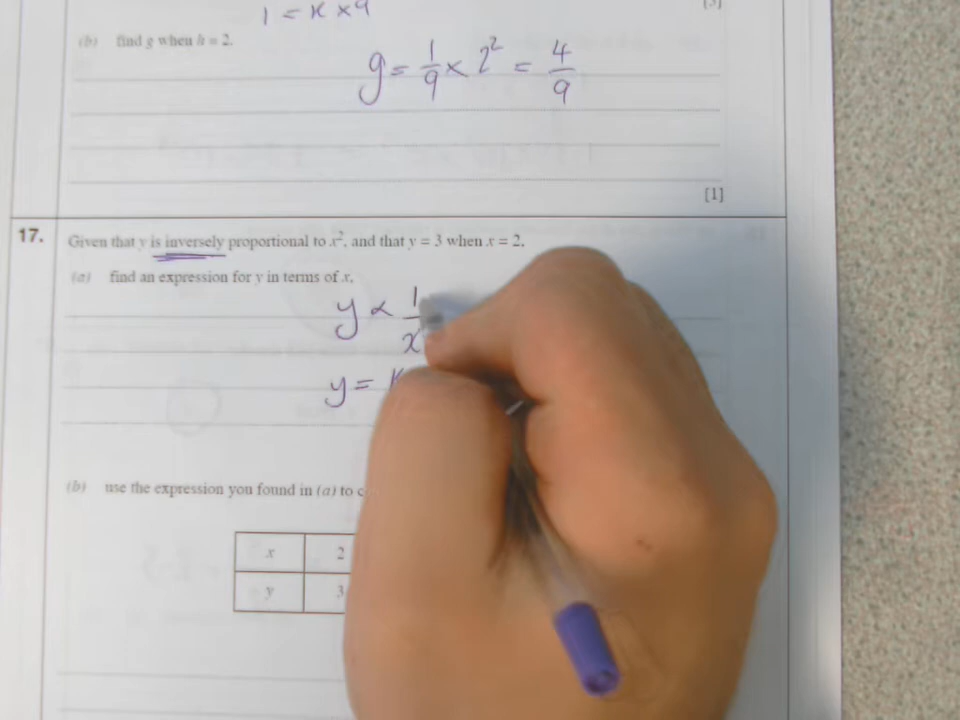 1 = K x 9
[3]
(b) find g when h = 2.
g = 1/9 x 2² = 4/9
[1]
17. Given that y is inversely proportional to x², and that y = 3 when x = 2,
(a) find an expression for y in terms of x.
y ∝ 1/x
y = K
(b) use the expression you found in (a) to
x 2
y 3